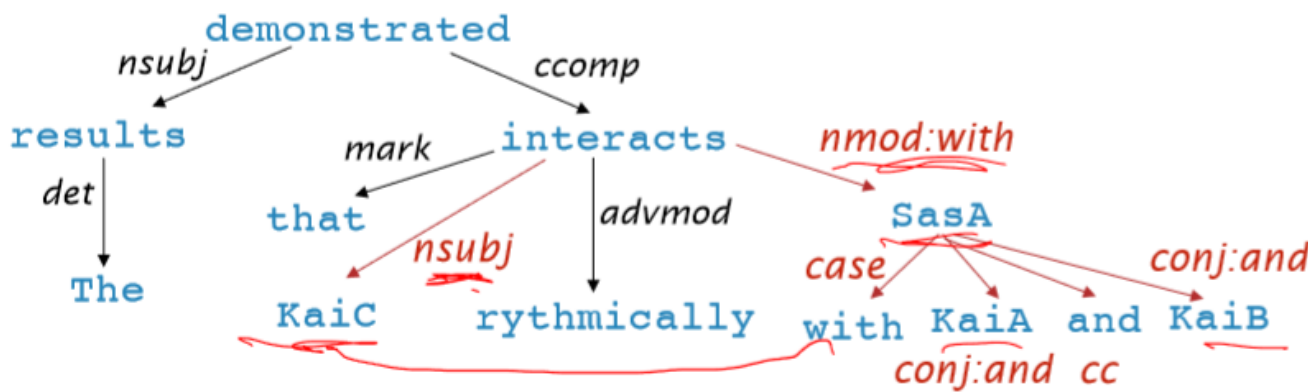 demonstrated
nsubj ccomp
results mark interacts nmod:with
det that advmod SasA
nsubj case conj:and
The KaiC rythmically with KaiA and KaiB
conj:and cc